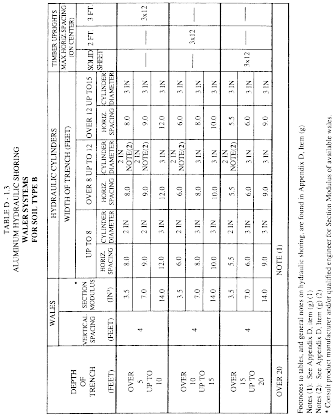 TABLE D - 1.3
ALUMINUM HYDRAULIC SHORING
WALER SYSTEMS
FOR SOIL TYPE B
WALES HYDRAULIC CYLINDERS TIMBER UPRIGHTS
DEPTH OF TRENCH (FEET) VERTICAL SPACING (FEET) * SECTION MODULUS (IN³) WIDTH OF TRENCH (FEET) MAX.HORIZ.SPACING (ON CENTER)
UP TO 8 OVER 8 UP TO 12 OVER 12 UP TO 15 SOLID SHEET 2 FT 3 FT
HORIZ. SPACING CYLINDER DIAMETER HORIZ. SPACING CYLINDER DIAMETER HORIZ. SPACING CYLINDER DIAMETER
OVER 5 UP TO 10 4
3.5 8.0 2 IN 8.0 2 IN NOTE(2) 8.0 3 IN
7.0 9.0 2 IN 9.0 2 IN NOTE(2) 9.0 3 IN
14.0 12.0 3 IN 12.0 3 IN 12.0 3 IN
— — 3x12
OVER 10 UP TO 15 4
3.5 6.0 2 IN 6.0 2 IN NOTE(2) 6.0 3 IN
7.0 8.0 3 IN 8.0 3 IN 8.0 3 IN
14.0 10.0 3 IN 10.0 3 IN 10.0 3 IN
— 3x12 —
OVER 15 UP TO 20 4
3.5 5.5 2 IN 5.5 2 IN NOTE(2) 5.5 3 IN
7.0 6.0 3 IN 6.0 3 IN 6.0 3 IN
14.0 9.0 3 IN 9.0 3 IN 9.0 3 IN
3x12 — —
OVER 20 NOTE (1)
Footnotes to tables, and general notes on hydraulic shoring, are found in Appendix D, Item (g)
Notes (1) See Appendix D, item (g) (1)
Notes (2) See Appendix D, Item (g) (2)
* Consult product manufacturer and/or qualified engineer for Section Modulus of available wales.